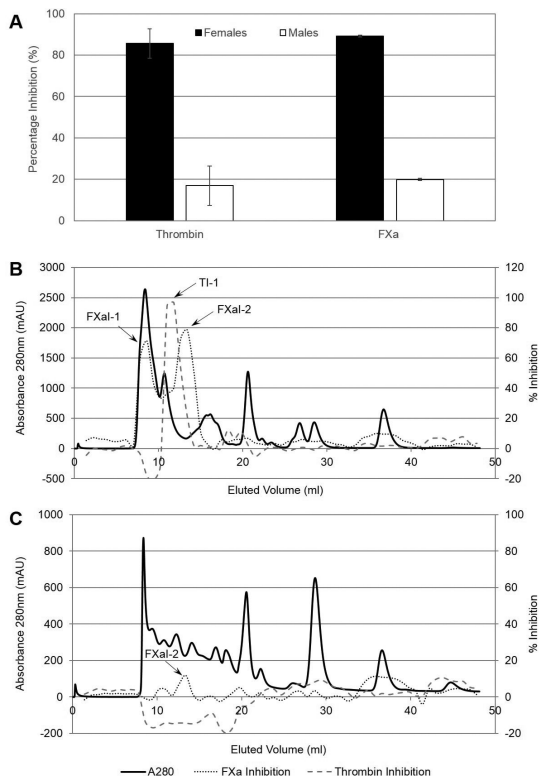 A
Percentage Inhibition (%)
100
80
60
40
20
0
Females
Males
Thrombin
FXa
B
Absorbance 280nm (mAU)
3000
2500
2000
1500
1000
500
0
-500
FXaI-1
TI-1
FXaI-2
120
100
80
60
40
20
0
-20
% Inhibition
0
10
20
30
40
50
Eluted Volume (ml)
C
Absorbance 280nm (mAU)
1000
800
600
400
200
0
-200
FXaI-2
100
80
60
40
20
0
-20
% Inhibition
0
10
20
30
40
50
Eluted Volume (ml)
A280
FXa Inhibition
Thrombin Inhibition